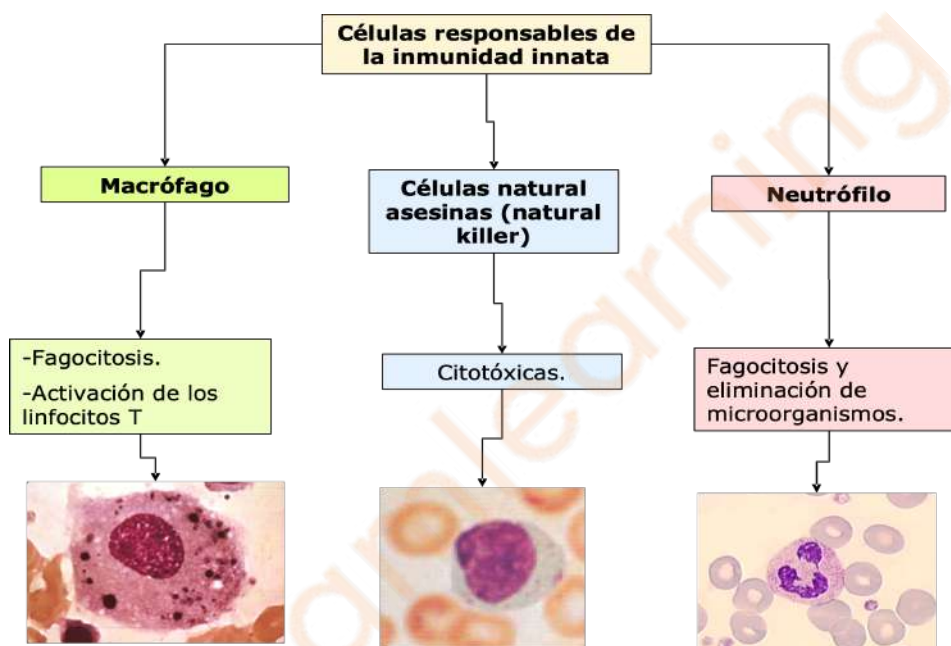 Células responsables de
la inmunidad innata
Macrófago
Células natural
asesinas (natural
killer)
Neutrófilo
-Fagocitosis.
-Activación de los
linfocitos T
Citotóxicas.
Fagocitosis y
eliminación de
microorganismos.
amlearning